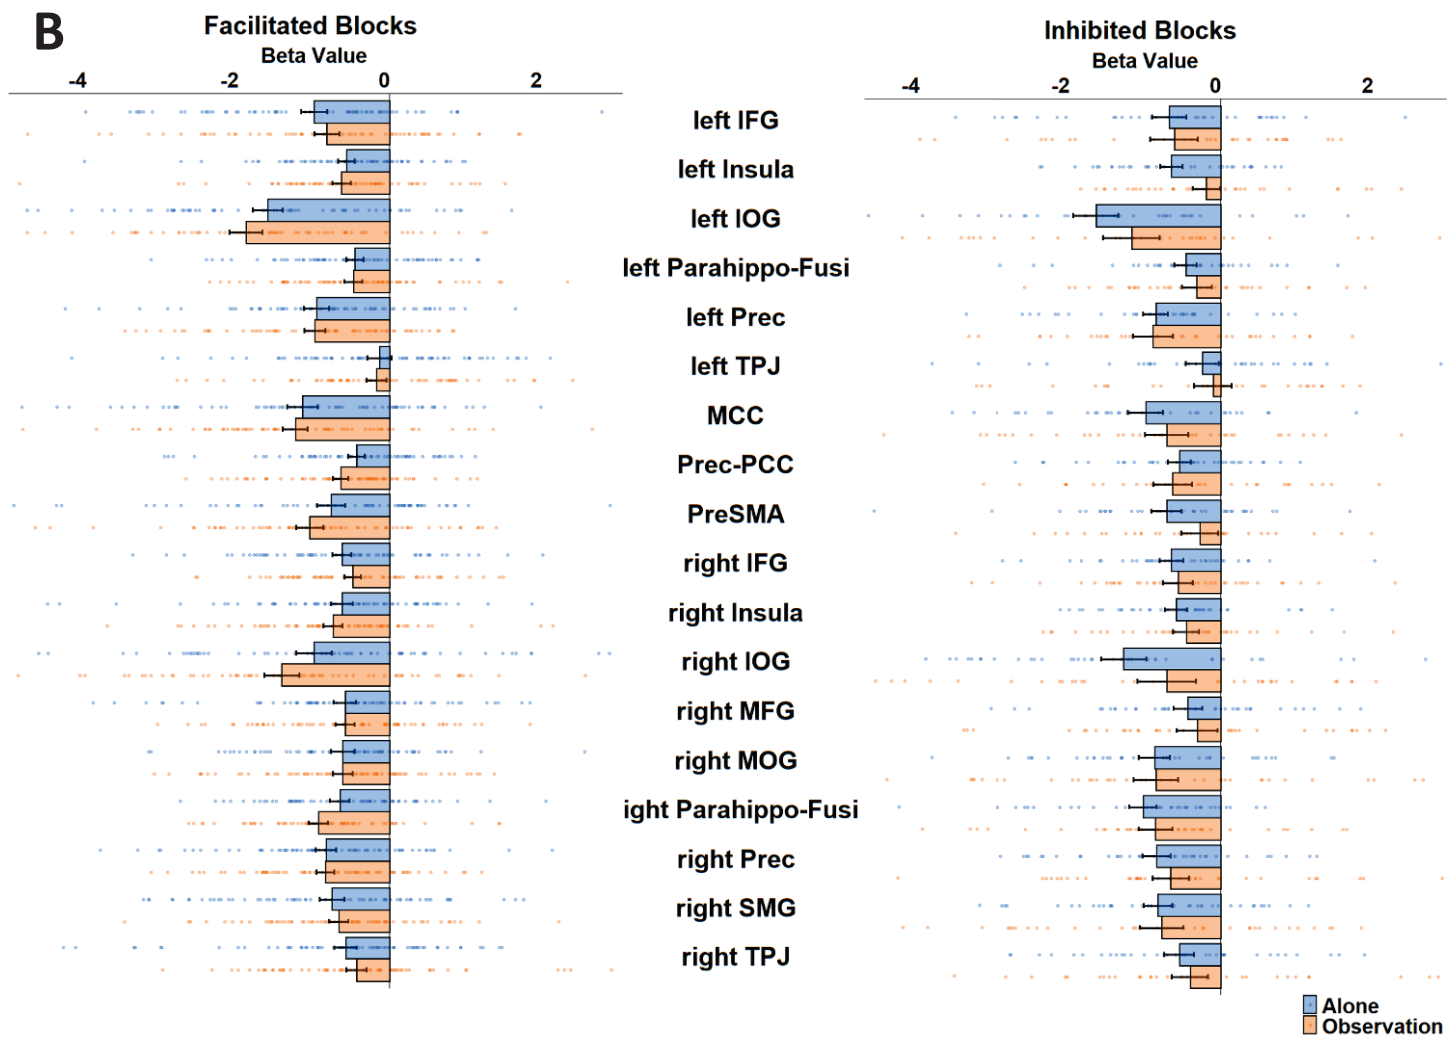 B
Facilitated Blocks
Beta Value
-4 -2 0 2
Inhibited Blocks
Beta Value
-4 -2 0 2
left IFG
left Insula
left IOG
left Parahippo-Fusi
left Prec
left TPJ
MCC
Prec-PCC
PreSMA
right IFG
right Insula
right IOG
right MFG
right MOG
ight Parahippo-Fusi
right Prec
right SMG
right TPJ
Alone
Observation